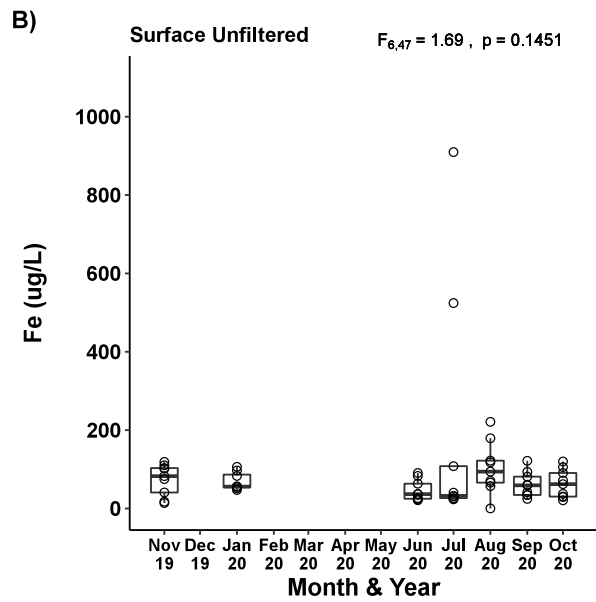 B)
Surface Unfiltered
F6,47 = 1.69 , p = 0.1451
Fe (ug/L)
1000
800
600
400
200
0
Nov Dec Jan Feb Mar Apr May Jun Jul Aug Sep Oct
19 19 20 20 20 20 20 20 20 20 20 20
Month & Year